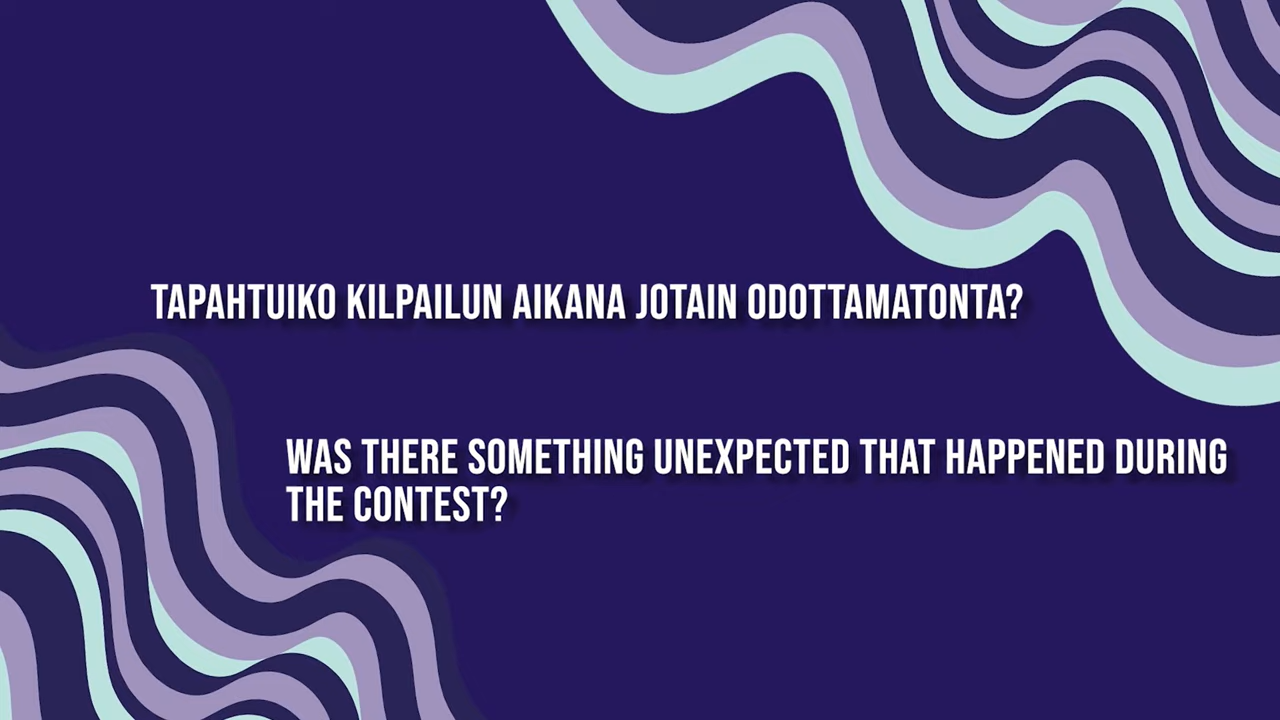 TAPAHTUIKO KILPAILUN AIKANA JOTAIN ODOTTAMATONTA?
WAS THERE SOMETHING UNEXPECTED THAT HAPPENED DURING
THE CONTEST?